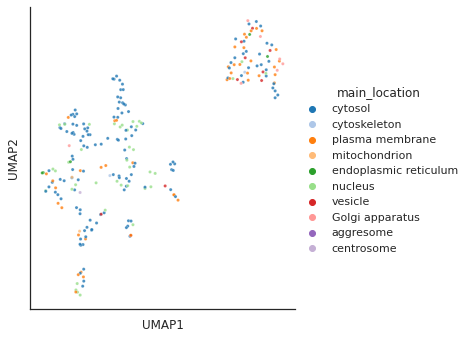 main_location
cytosol
cytoskeleton
plasma membrane
mitochondrion
endoplasmic reticulum
nucleus
vesicle
Golgi apparatus
aggresome
centrosome
UMAP2
UMAP1